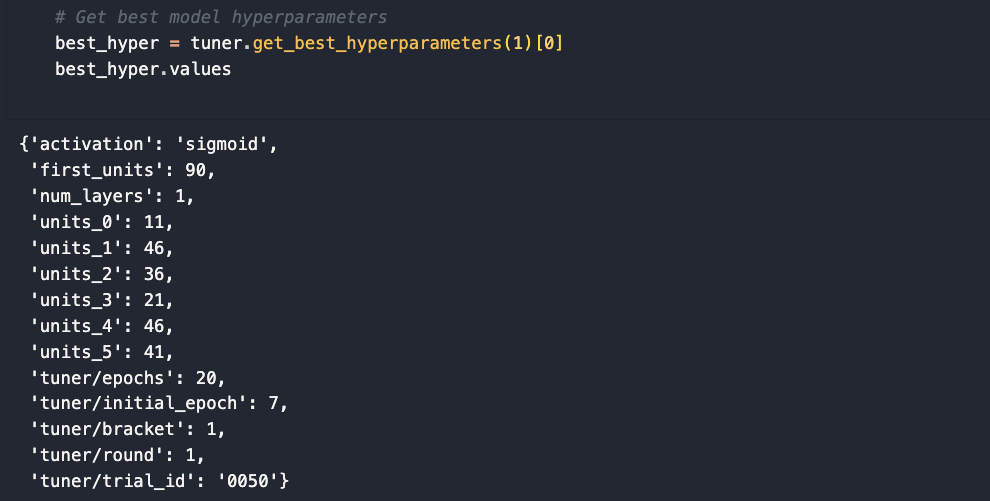 # Get best model hyperparameters
best_hyper = tuner.get_best_hyperparameters(1)[0]
best_hyper.values
{'activation': 'sigmoid',
'first_units': 90,
'num_layers': 1,
'units_0': 11,
'units_1': 46,
'units_2': 36,
'units_3': 21,
'units_4': 46,
'units_5': 41,
'tuner/epochs': 20,
'tuner/initial_epoch': 7,
'tuner/bracket': 1,
'tuner/round': 1,
'tuner/trial_id': '0050'}